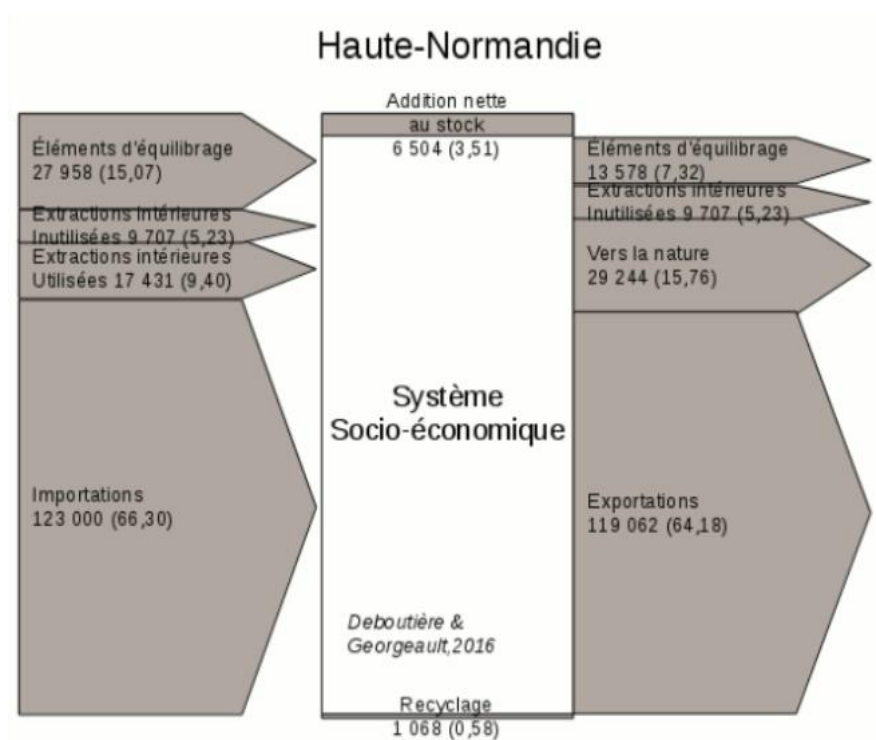 Haute-Normandie
Addition nette
au stock
6 504 (3,51)
Éléments d'équilibrage
27 958 (15,07)
Extractions intérieures
Inutilisées 9 707 (5,23)
Extractions intérieures
Utilisées 17 431 (9,40)
Importations
123 000 (66,30)
Système
Socio-économique
Deboutière &
Georgeault,2016
Recyclage
1 068 (0,58)
Éléments d'équilibrage
13 578 (7,32)
Extractions intérieures
Inutilisées 9 707 (5,23)
Vers la nature
29 244 (15,76)
Exportations
119 062 (64,18)